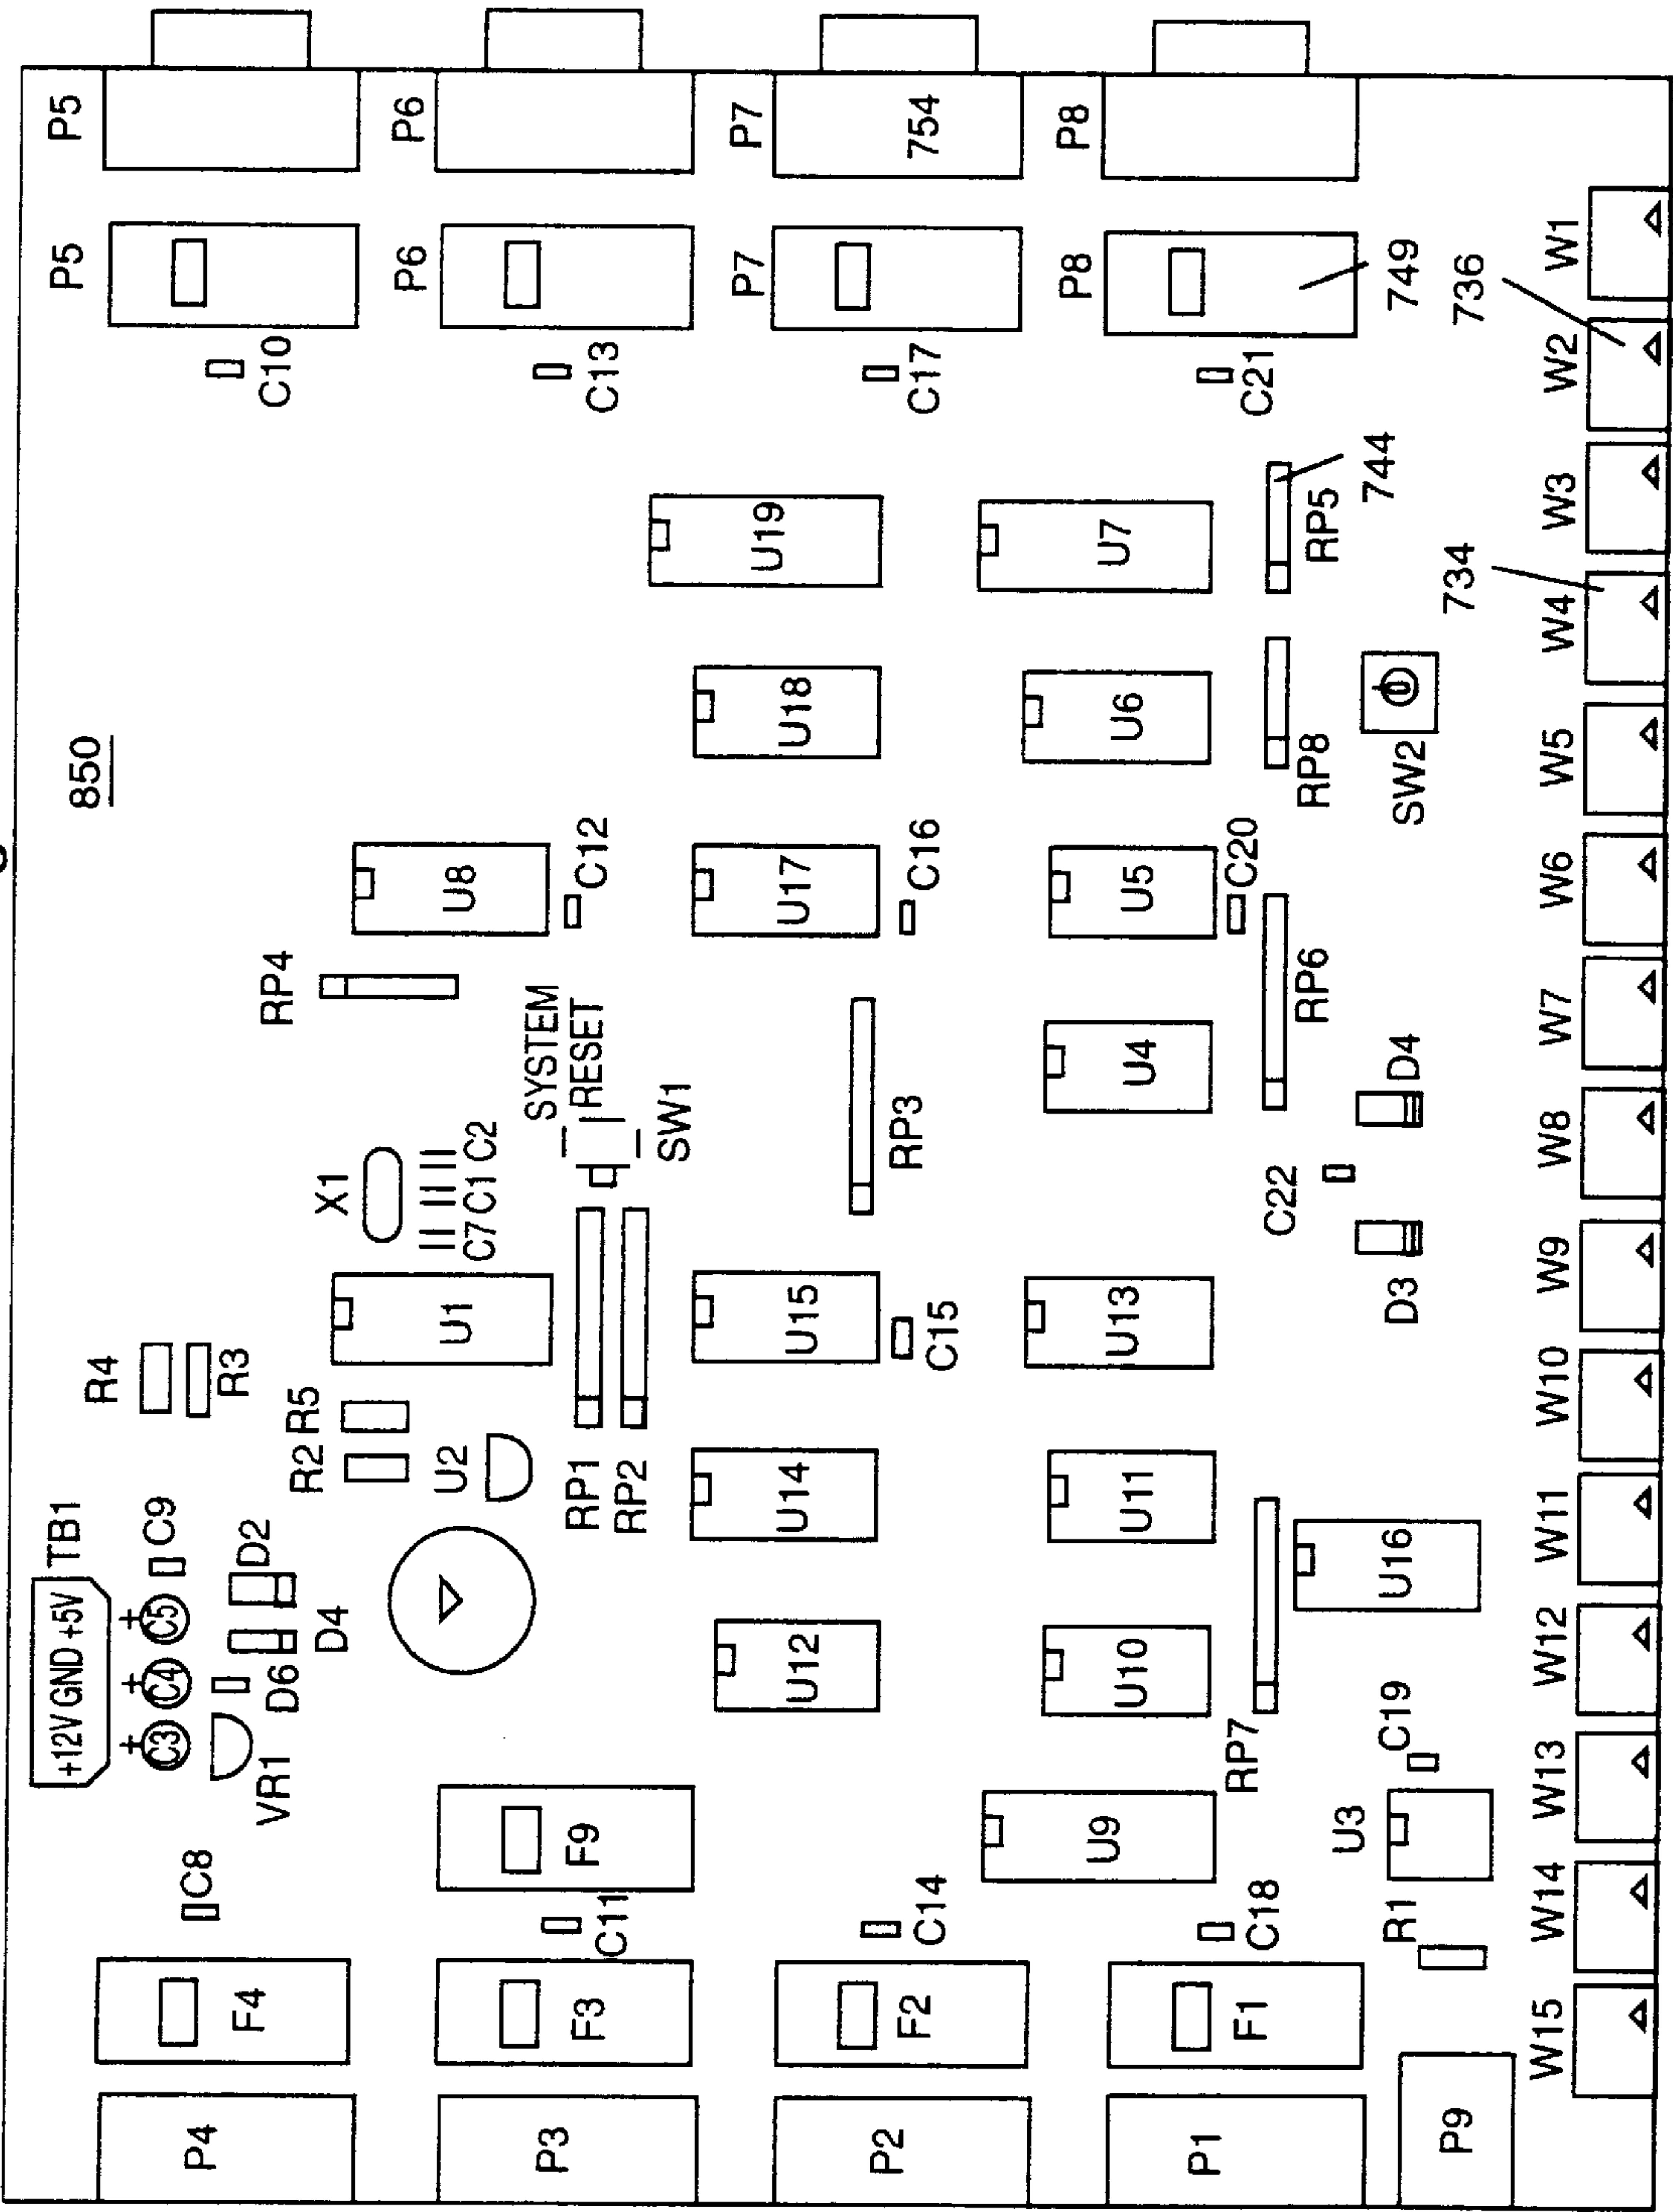 850
P5
P6
P7
P8
754
P5
P6
P7
P8
749
736
C10
C13
C17
C21
744
U19
U7
RP5
734
U18
U6
RP8
SW2
U8
C12
U17
C16
U5
C20
RP4
RP6
SYSTEM
RESET
SW1
RP3
U4
D4
X1
C7
C1
C2
C22
D3
R4
R3
U1
U15
C15
U13
R5
R2
U2
RP1
RP2
U14
U11
U16
TB1
+12V GND +5V
C9
C5
C4
C3
D2
D4
D6
VR1
U12
U10
RP7
C19
C8
F9
U9
U3
C11
C14
C18
R1
F4
F3
F2
F1
P4
P3
P2
P1
P9
W15
W14
W13
W12
W11
W10
W9
W8
W7
W6
W5
W4
W3
W2
W1